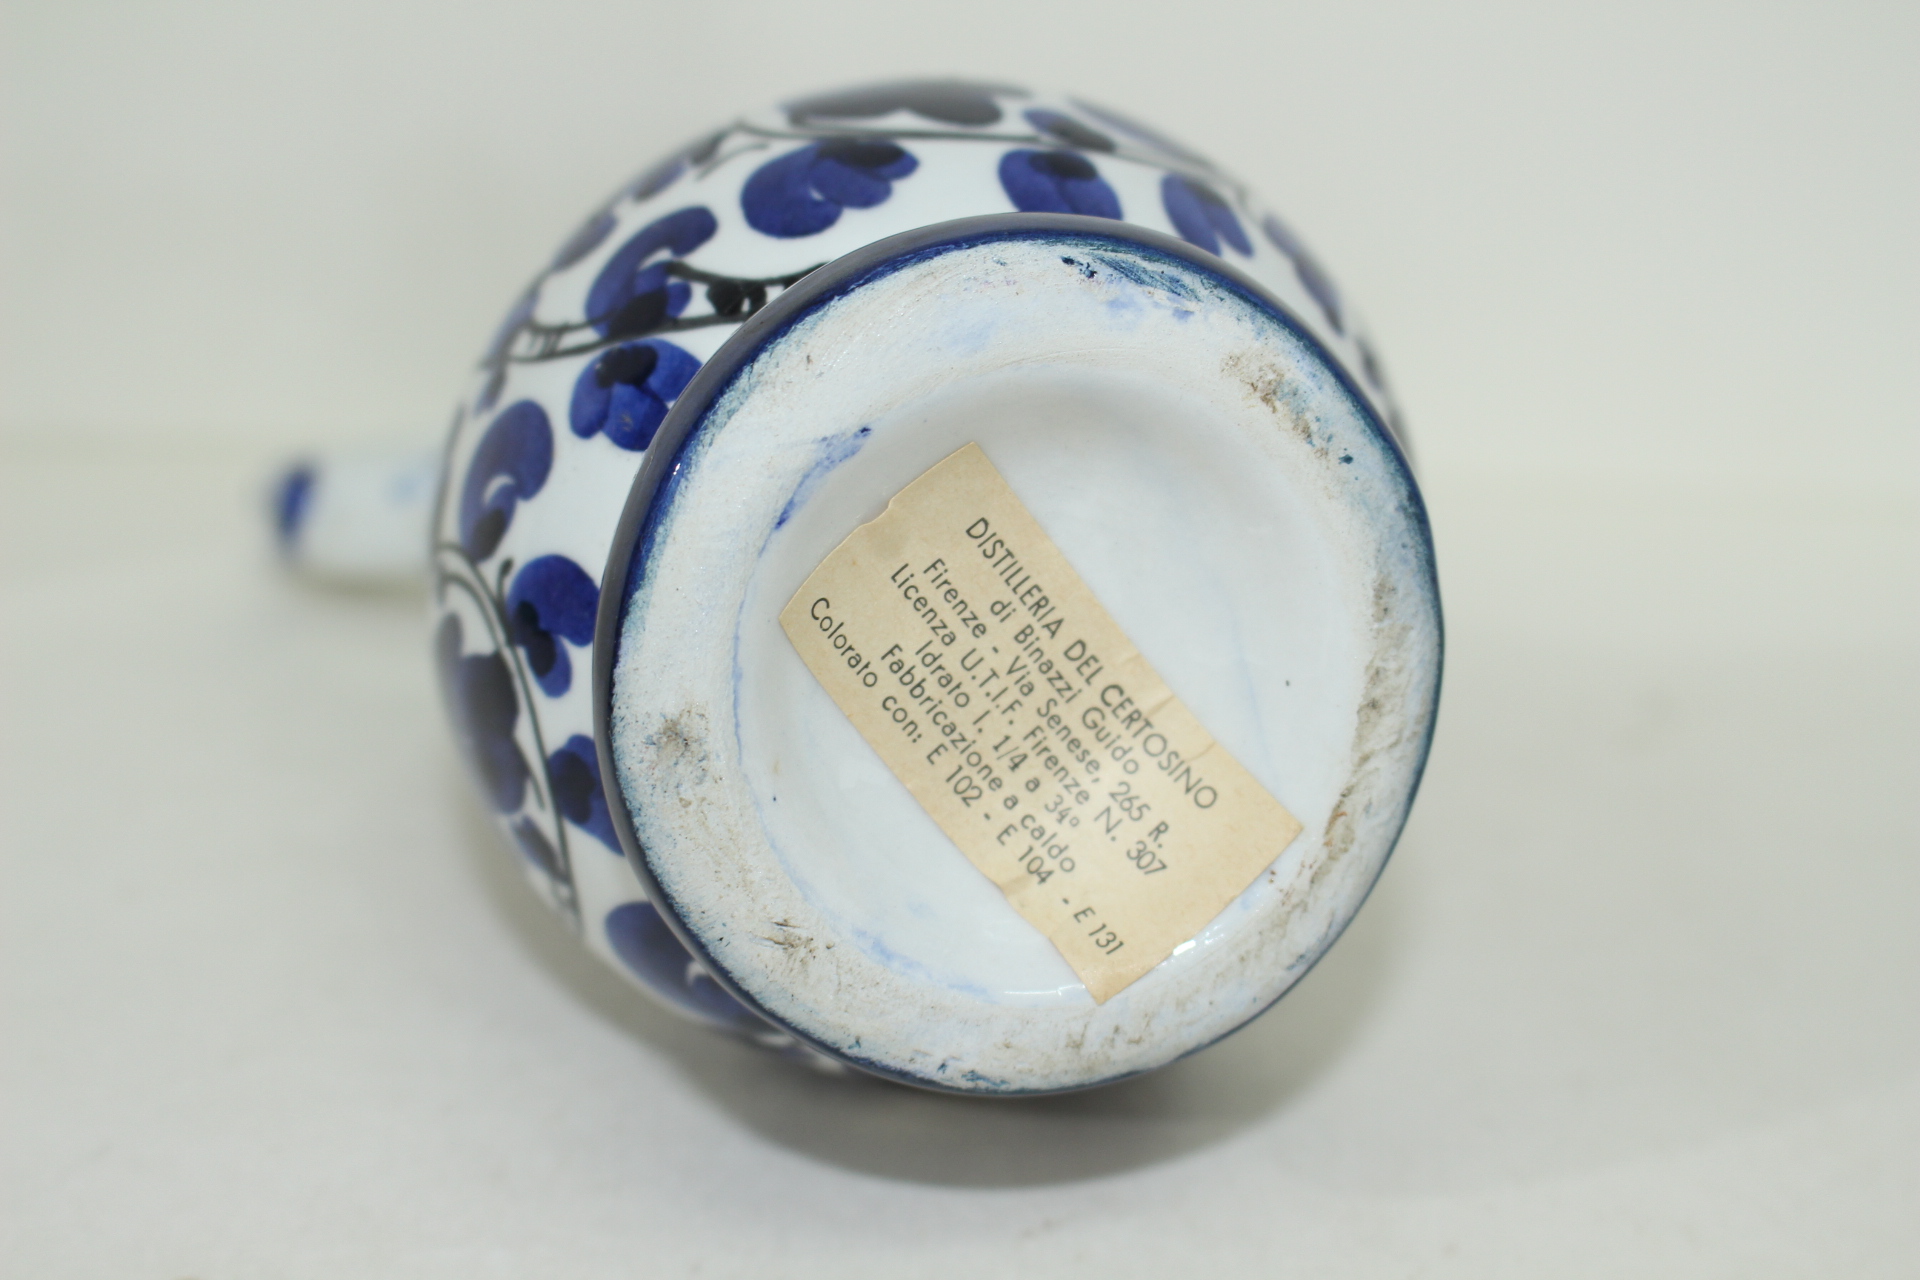 DISTILLERIA DEL CERTOSINO
di Binazzi Guido
Firenze - Via Senese, 265 R.
Licenza U.T.I.F. Firenze N. 307
Idrato l. 1/4 a 34º
Fabbricazione a caldo
Colorato con: E 102 - E 104 - E 131